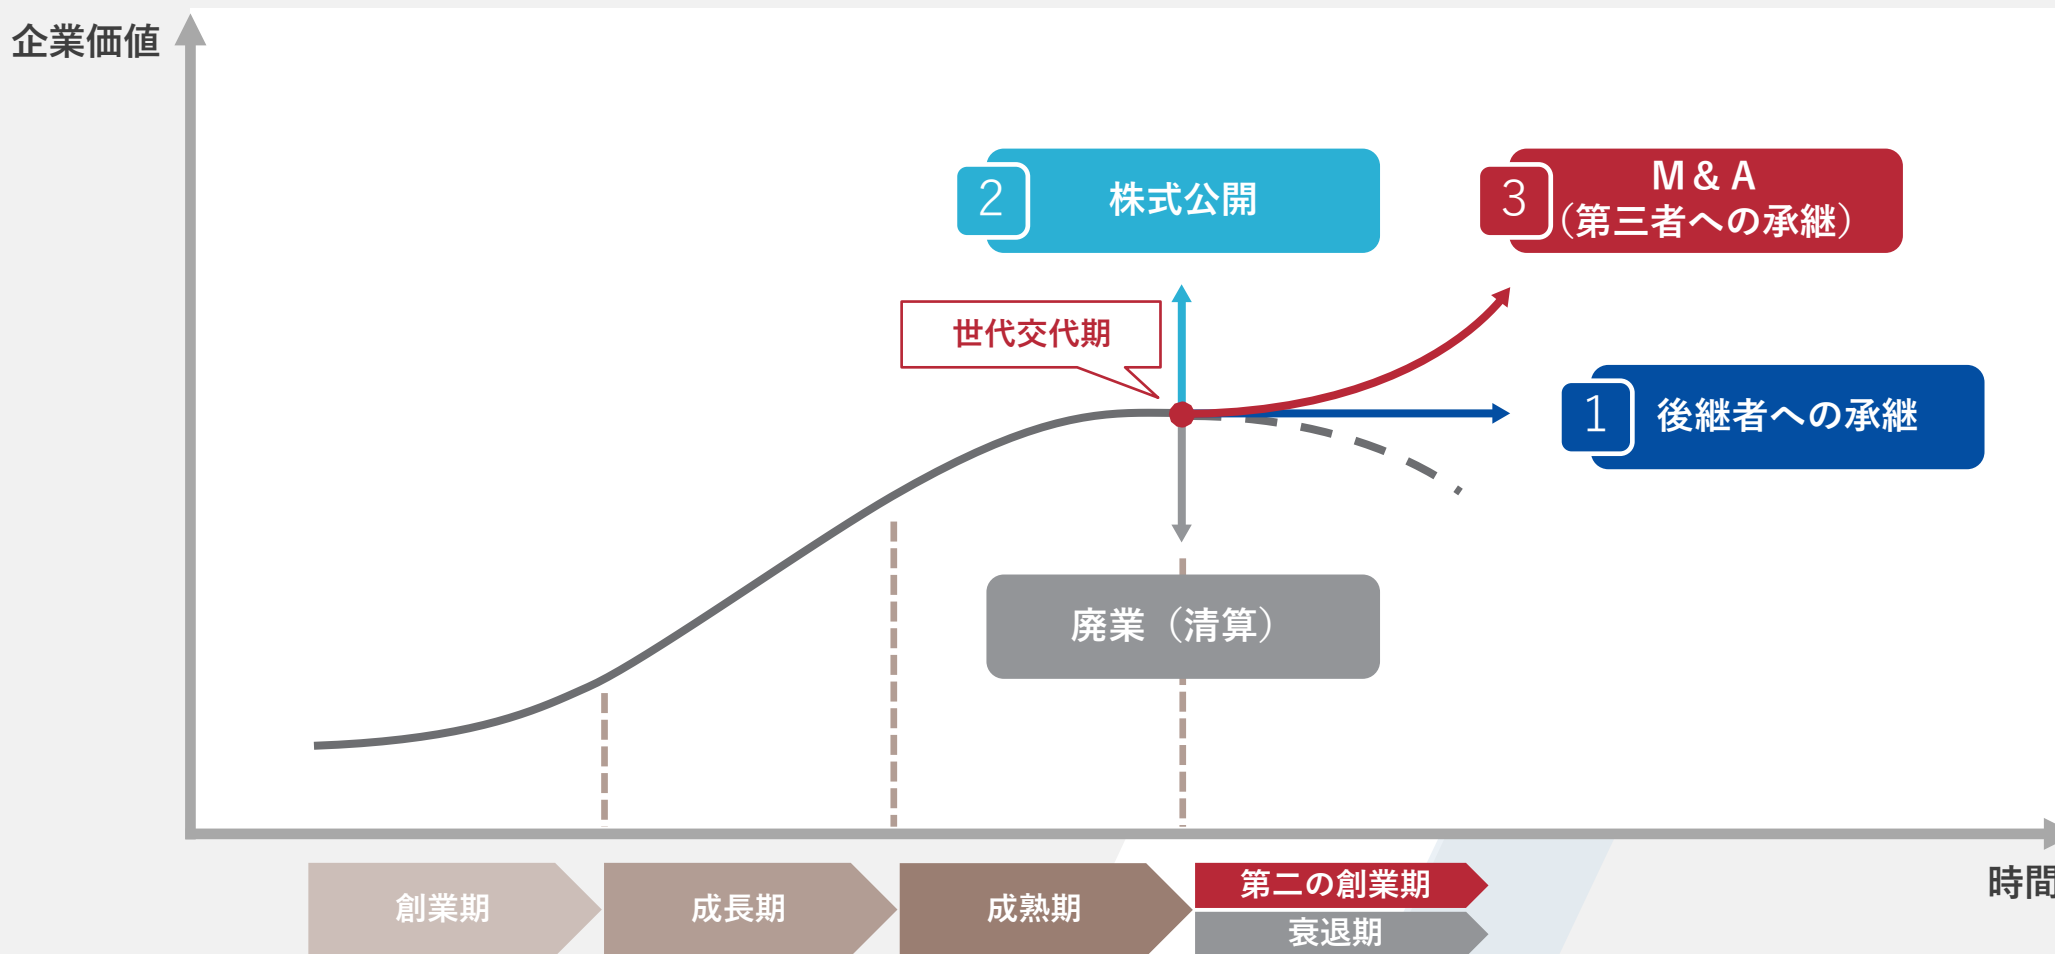 企業価値
2
株式公開
3
M & A
（第三者への承継）
世代交代期
1
後継者への承継
廃業（清算）
時間
創業期
成長期
成熟期
第二の創業期
衰退期